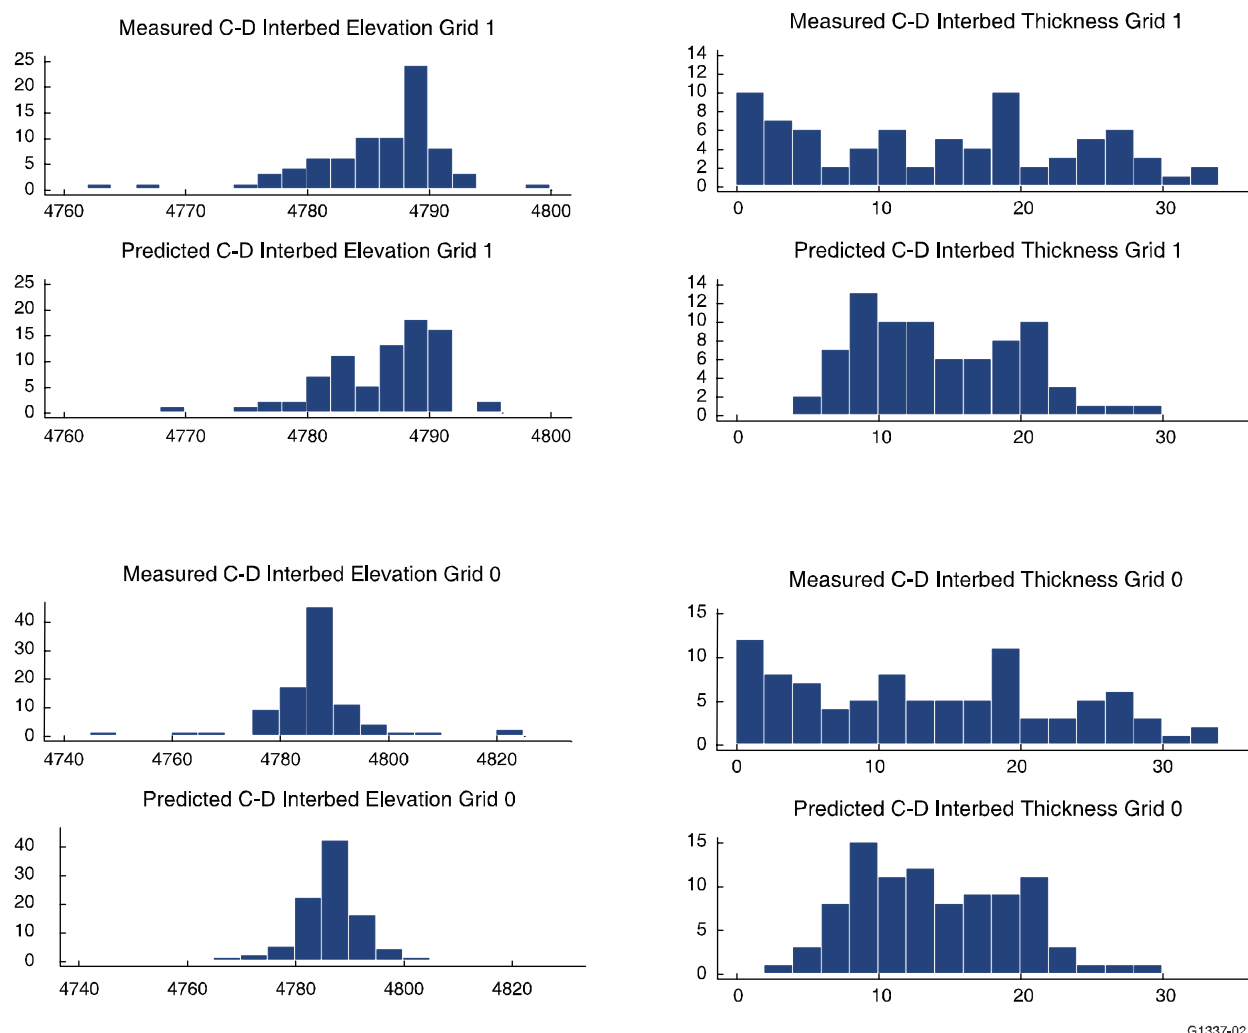 Measured C-D Interbed Elevation Grid 1
25
20
15
10
5
0
4760 4770 4780 4790 4800
Predicted C-D Interbed Elevation Grid 1
25
20
15
10
5
0
4760 4770 4780 4790 4800
Measured C-D Interbed Thickness Grid 1
14
12
10
8
6
4
2
0
0 10 20 30
Predicted C-D Interbed Thickness Grid 1
14
12
10
8
6
4
2
0
0 10 20 30
Measured C-D Interbed Elevation Grid 0
40
30
20
10
0
4740 4760 4780 4800 4820
Predicted C-D Interbed Elevation Grid 0
40
30
20
10
0
4740 4760 4780 4800 4820
Measured C-D Interbed Thickness Grid 0
15
10
5
0
0 10 20 30
Predicted C-D Interbed Thickness Grid 0
15
10
5
0
0 10 20 30
G1337-02